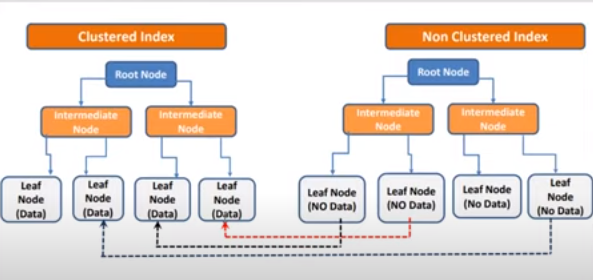 Clustered Index
Non Clustered Index
Root Node
Root Node
Intermediate
Node
Intermediate
Node
Intermediate
Node
Intermediate
Node
Leaf
Node
(Data)
Leaf
Node
(Data)
Leaf
Node
(Data)
Leaf
Node
(Data)
Leaf Node
(NO Data)
Leaf Node
(NO Data)
Leaf Node
(No Data)
Leaf
Node
(No Data)